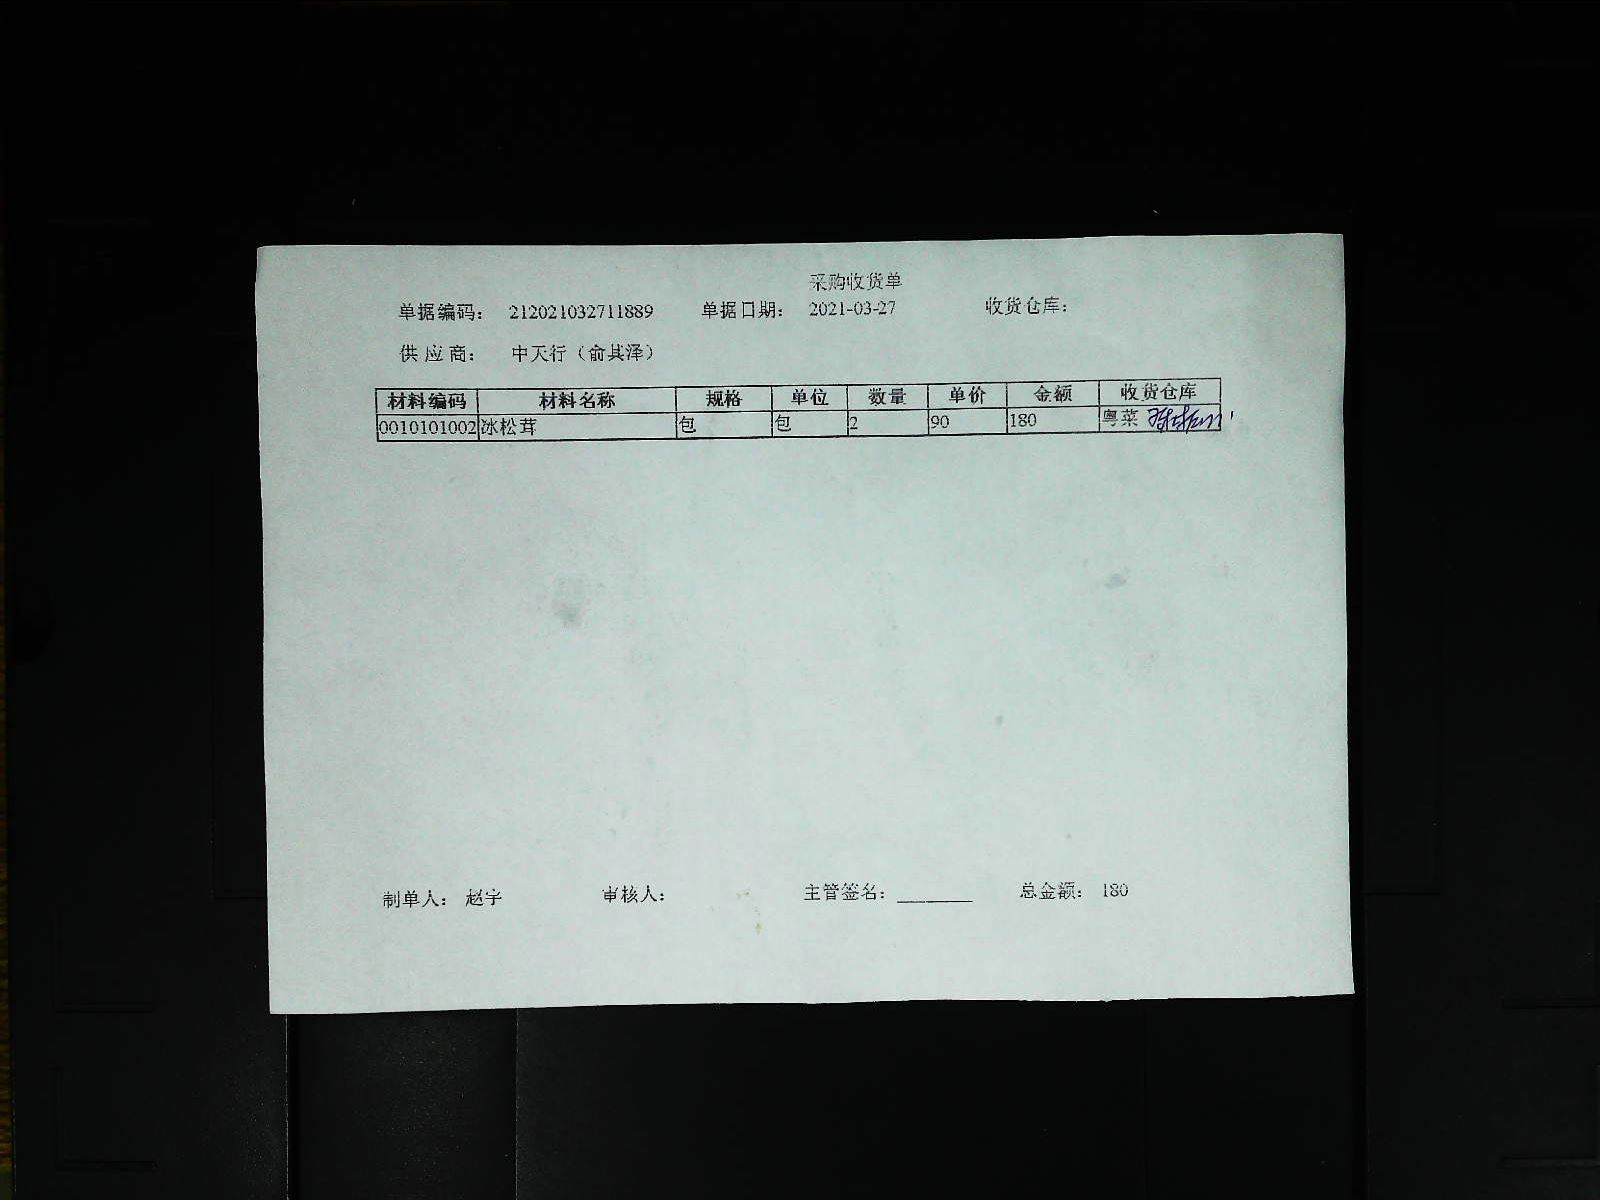 采购收货单
单据编码： 212021032711889 单据日期： 2021-03-27 收货仓库：
供 应 商： 中天行（俞其泽）
材料编码 材料名称 规格 单位 数量 单价 金额 收货仓库
0010101002 冰松茸 包 包 2 90 180 粤菜
制单人： 赵宇 审核人： 主管签名：________ 总金额： 180